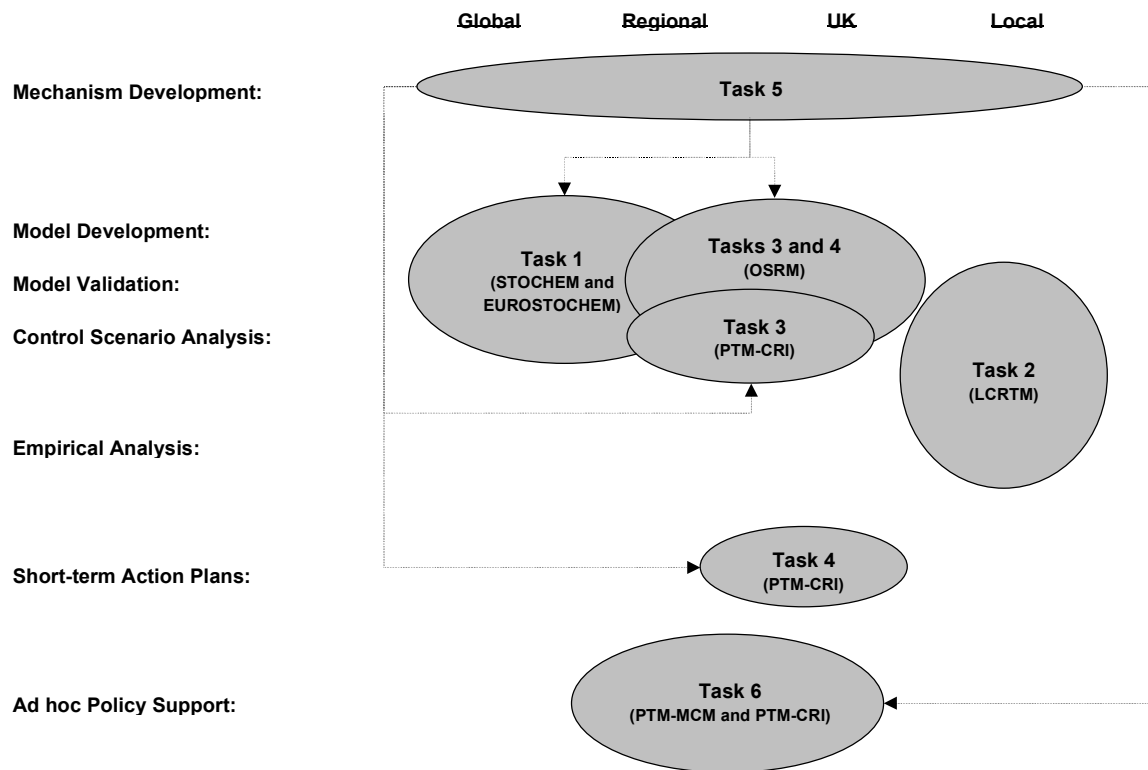 Global Regional UK Local
Mechanism Development:
Task 5
Model Development:
Tasks 3 and 4
(OSRM)
Task 1
(STOCHEM and
EUROSTOCHEM)
Model Validation:
Control Scenario Analysis:
Task 3
(PTM-CRI)
Task 2
(LCRTM)
Empirical Analysis:
Short-term Action Plans:
Task 4
(PTM-CRI)
Ad hoc Policy Support:
Task 6
(PTM-MCM and PTM-CRI)